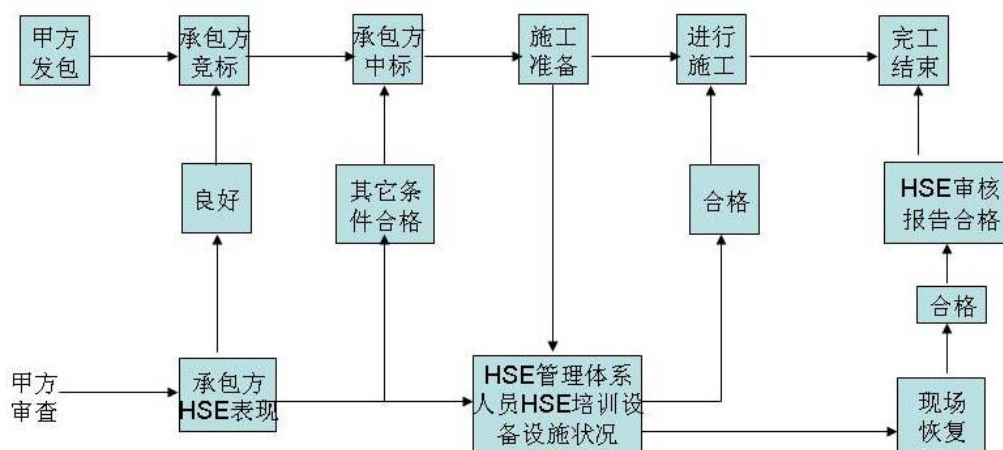 甲方
发包
承包方
竞标
承包方
中标
施工
准备
进行
施工
完工
结束
良好
其它条
件合格
合格
HSE审核
报告合格
合格
甲方
审查
承包方
HSE表现
HSE管理体系
人员HSE培训设
备设施状况
现场
恢复